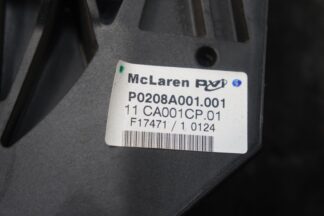 McLaren
P0208A001.001
11 CA001CP.01
F17471 / 1 0124